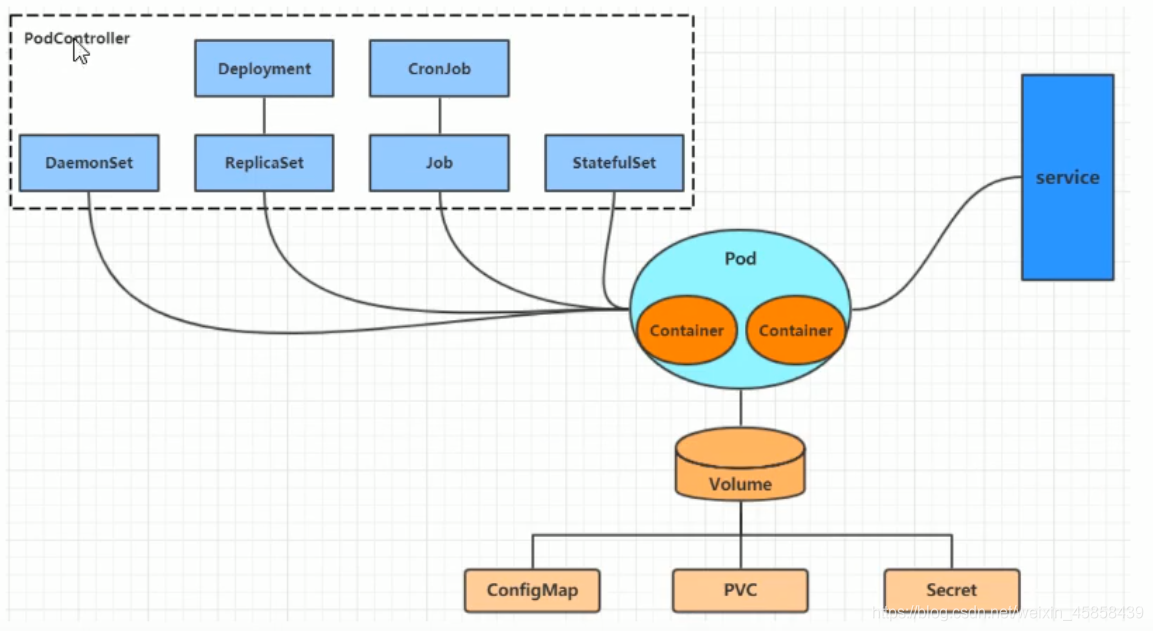 PodController
Deployment
CronJob
DaemonSet
ReplicaSet
Job
StatefulSet
service
Pod
Container
Container
Volume
ConfigMap
PVC
Secret
https://blog.csdn.net/weixin_45858439